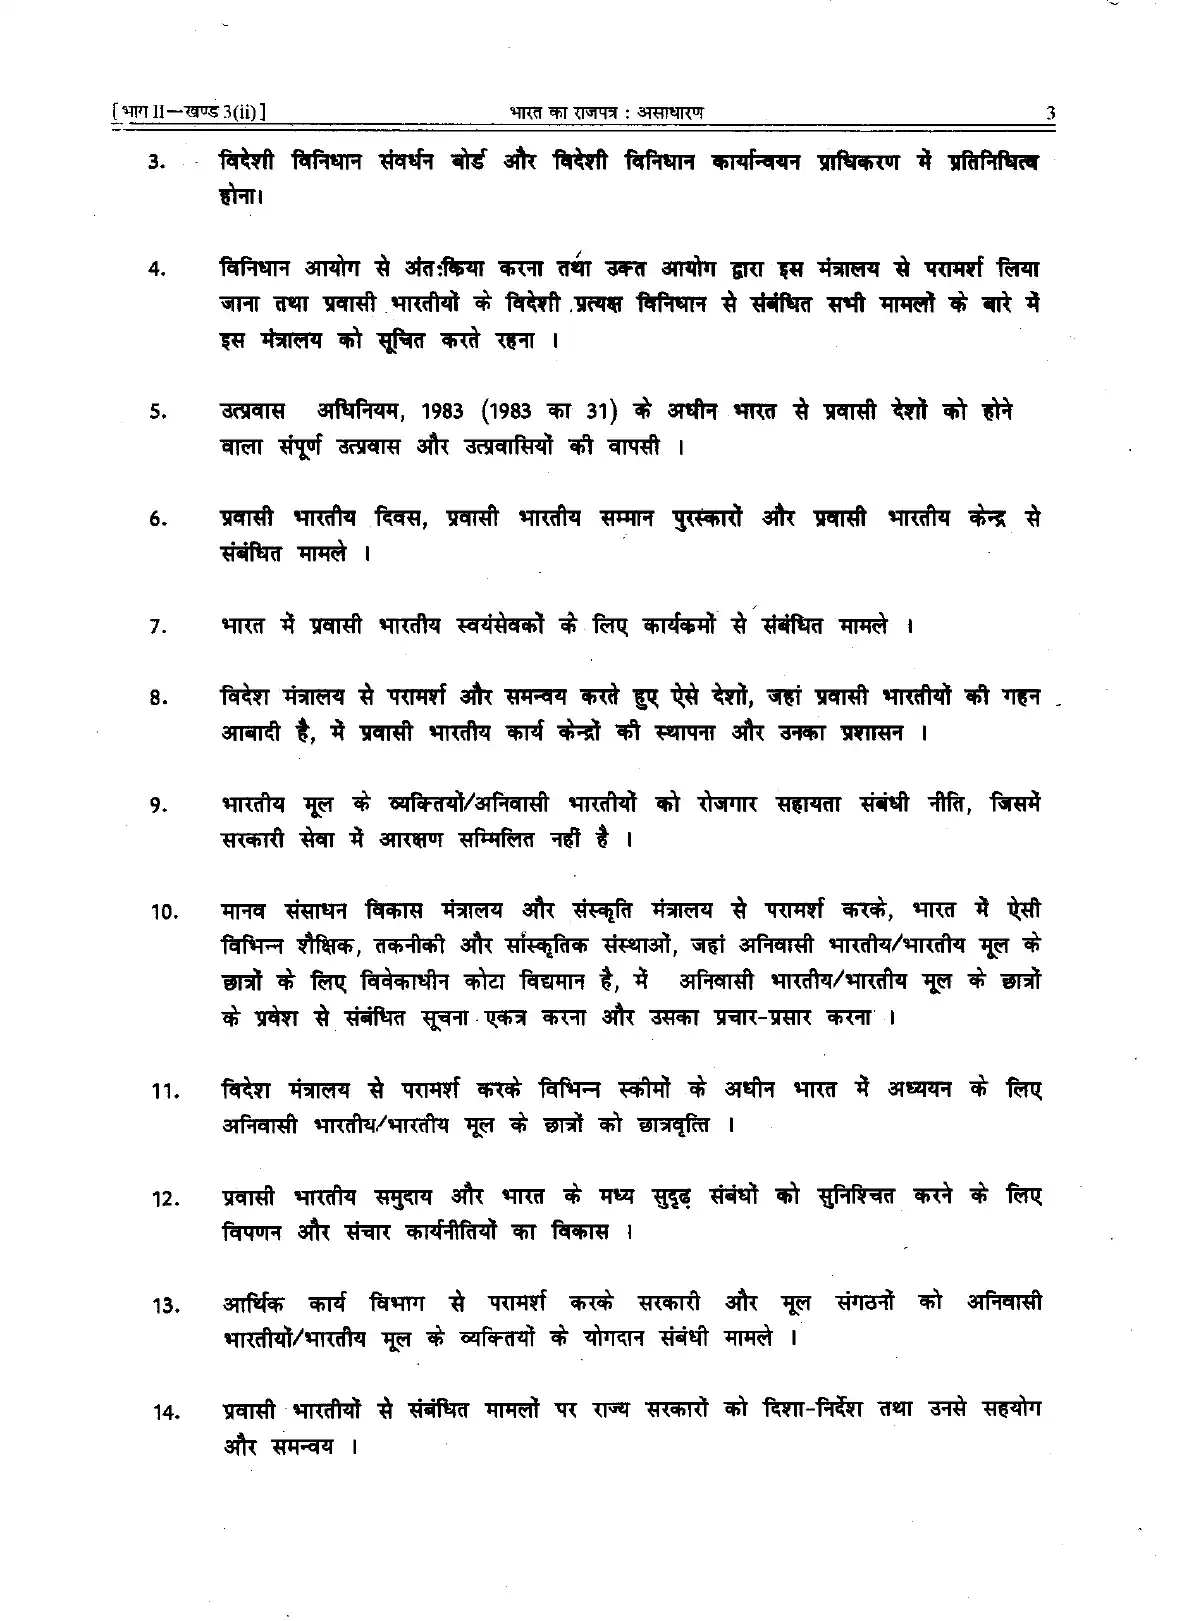 [ भाग II—खण्ड 3(ii) ]
भारत का राजपत्र : असाधारण
3
3. विदेशी विनिधान संवर्धन बोर्ड और विदेशी विनिधान कार्यान्वयन प्राधिकरण में प्रतिनिधित्व
होना।
4. विनिधान आयोग से अंतःकिया करना तथा उक्त आयोग द्वारा इस मंत्रालय से परामर्श लिया
जाना तथा प्रवासी भारतीयों के विदेशी प्रत्यक्ष विनिधान से संबंधित सभी मामलों के बारे में
इस मंत्रालय को सूचित करते रहना ।
5. उत्प्रवास अधिनियम, 1983 (1983 का 31) के अधीन भारत से प्रवासी देशों को होने
वाला संपूर्ण उत्प्रवास और उत्प्रवासियों की वापसी ।
6. प्रवासी भारतीय दिवस, प्रवासी भारतीय सम्मान पुरस्कारों और प्रवासी भारतीय केन्द्र से
संबंधित मामले ।
7. भारत में प्रवासी भारतीय स्वयंसेवकों के लिए कार्यकमों से संबंधित मामले ।
8. विदेश मंत्रालय से परामर्श और समन्वय करते हुए ऐसे देशों, जहां प्रवासी भारतीयों की गहन
आबादी है, में प्रवासी भारतीय कार्य केन्द्रों की स्थापना और उनका प्रशासन ।
9. भारतीय मूल के व्यक्तियों/अनिवासी भारतीयों को रोजगार सहायता संबंधी नीति, जिसमें
सरकारी सेवा में आरक्षण सम्मिलित नहीं है ।
10. मानव संसाधन विकास मंत्रालय और संस्कृति मंत्रालय से परामर्श करके, भारत में ऐसी
विभिन्न शैक्षिक, तकनीकी और सांस्कृतिक संस्थाओं, जहां अनिवासी भारतीय/भारतीय मूल के
छात्रों के लिए विवेकाधीन कोटा विद्यमान है, में अनिवासी भारतीय/भारतीय मूल के छात्रों
के प्रवेश से संबंधित सूचना एकत्र करना और उसका प्रचार-प्रसार करना ।
11. विदेश मंत्रालय से परामर्श करके विभिन्न स्कीमों के अधीन भारत में अध्ययन के लिए
अनिवासी भारतीय/भारतीय मूल के छात्रों को छात्रवृत्ति ।
12. प्रवासी भारतीय समुदाय और भारत के मध्य सुदृढ़ संबंधों को सुनिश्चित करने के लिए
विपणन और संचार कार्यनीतियों का विकास ।
13. आर्थिक कार्य विभाग से परामर्श करके सरकारी और मूल संगठनों को अनिवासी
भारतीयों/भारतीय मूल के व्यक्तियों के योगदान संबंधी मामले ।
14. प्रवासी भारतीयों से संबंधित मामलों पर राज्य सरकारों को दिशा-निर्देश तथा उनसे सहयोग
और समन्वय ।